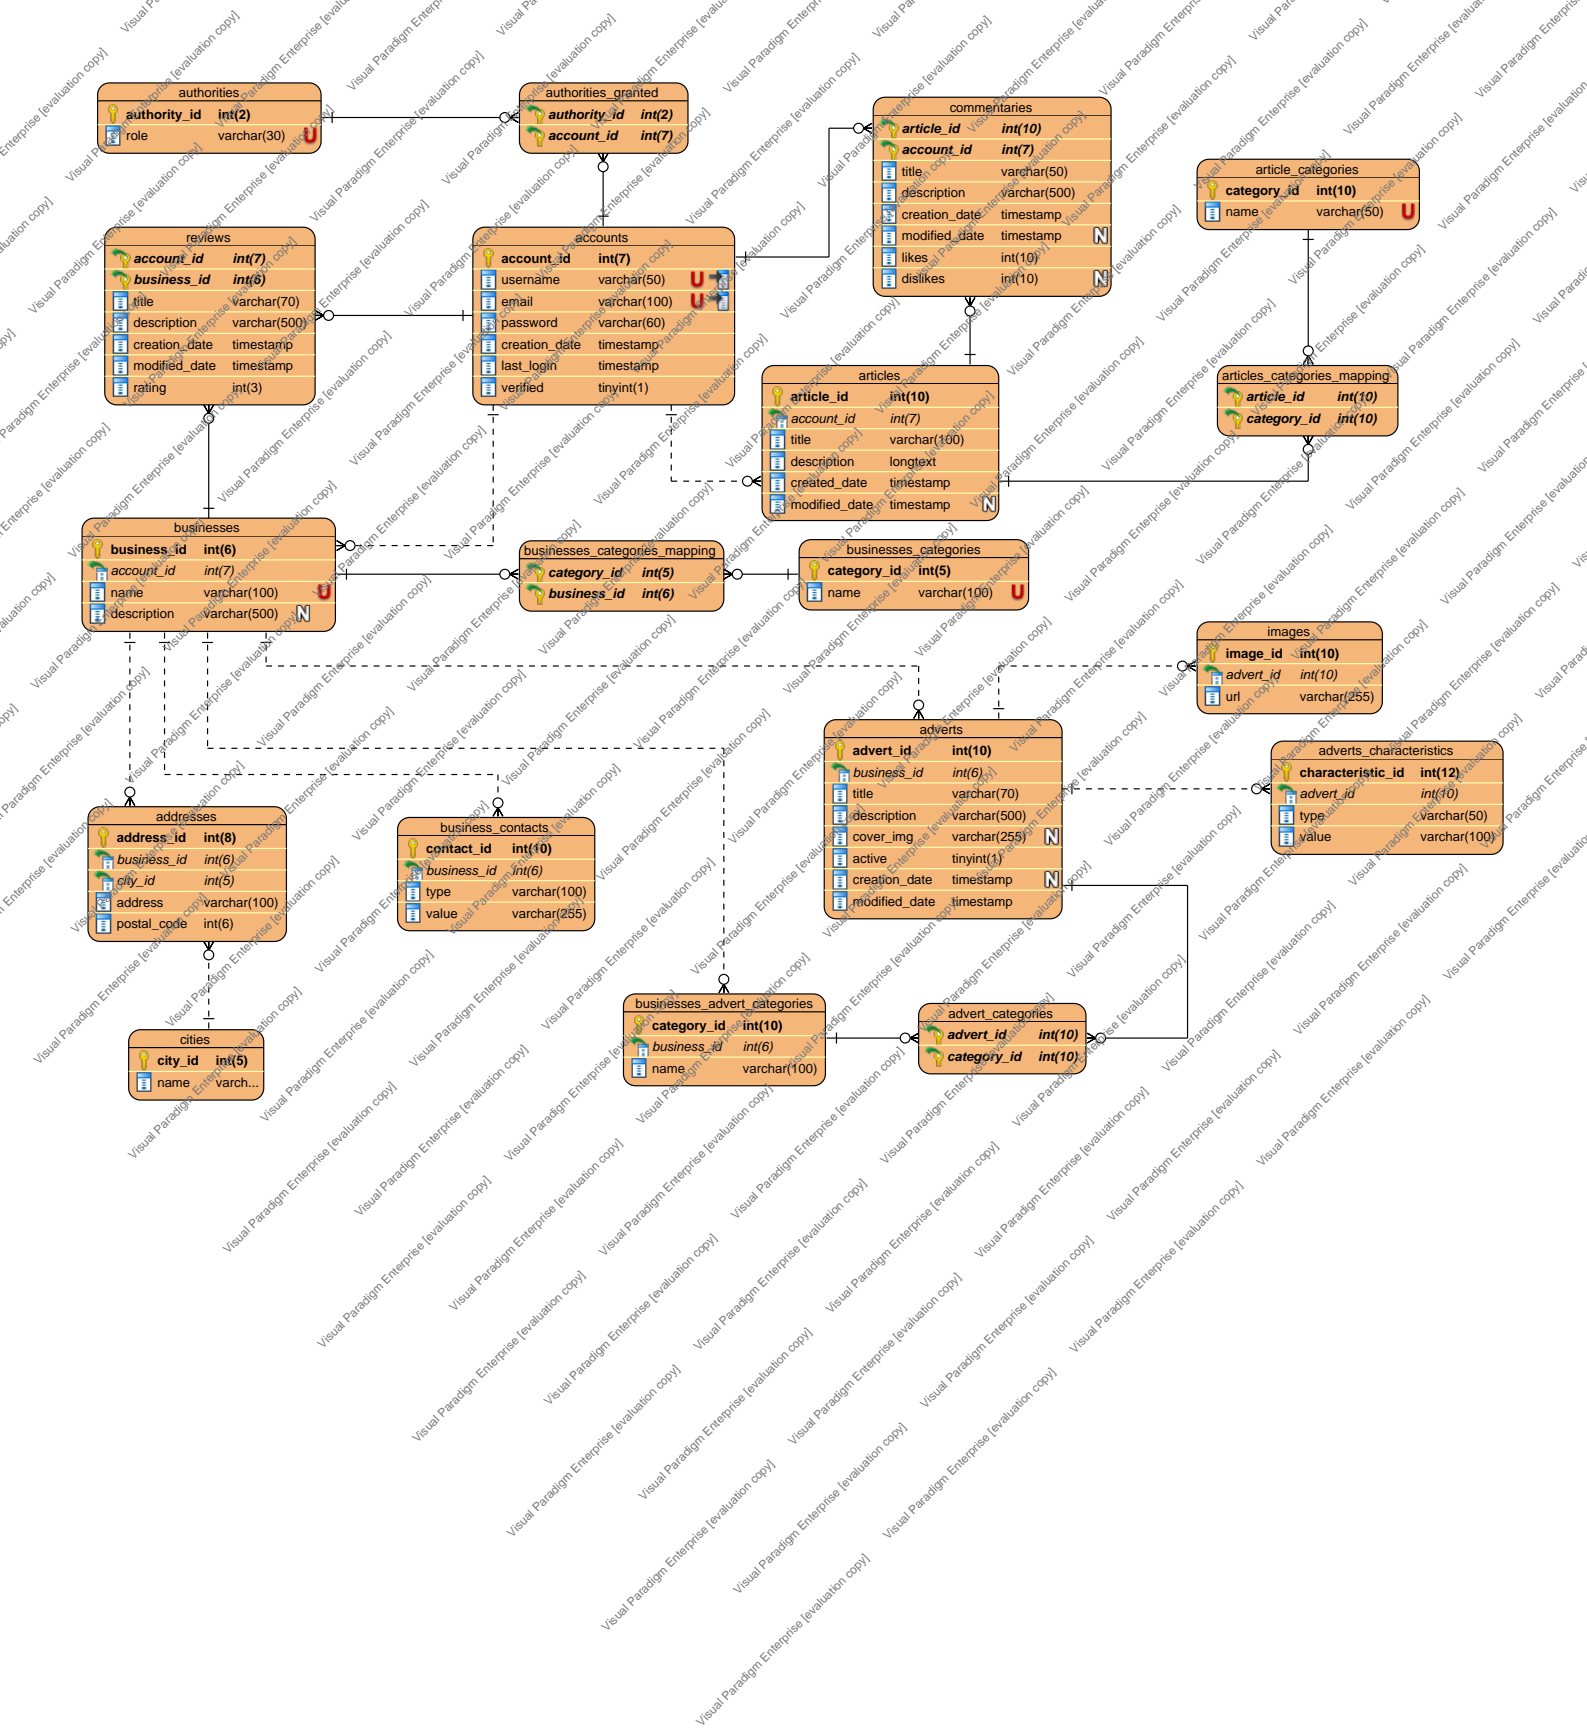 authorities
authority_id int(2)
role varchar(30) U
authorities_granted
authority_id int(2)
account_id int(7)
commentaries
article_id int(10)
account_id int(7)
title varchar(50)
description varchar(500)
creation_date timestamp
modified_date timestamp N
likes int(10)
dislikes int(10) N
article_categories
category_id int(10)
name varchar(50) U
reviews
account_id int(7)
business_id int(6)
title varchar(70)
description varchar(500)
creation_date timestamp
modified_date timestamp
rating int(3)
accounts
account_id int(7)
username varchar(50) U
email varchar(100) U
password varchar(60)
creation_date timestamp
last_login timestamp
verified tinyint(1)
articles
article_id int(10)
account_id int(7)
title varchar(100)
description longtext
created_date timestamp
modified_date timestamp N
articles_categories_mapping
article_id int(10)
category_id int(10)
businesses
business_id int(6)
account_id int(7)
name varchar(100) U
description varchar(500) N
businesses_categories_mapping
category_id int(5)
business_id int(6)
businesses_categories
category_id int(5)
name varchar(100) U
images
image_id int(10)
advert_id int(10)
url varchar(255)
adverts
advert_id int(10)
business_id int(6)
title varchar(70)
description varchar(500)
cover_img varchar(255) N
active tinyint(1)
creation_date timestamp N
modified_date timestamp
adverts_characteristics
characteristic_id int(12)
advert_id int(10)
type varchar(50)
value varchar(100)
addresses
address_id int(8)
business_id int(6)
city_id int(5)
address varchar(100)
postal_code int(6)
business_contacts
contact_id int(10)
business_id int(6)
type varchar(100)
value varchar(255)
businesses_advert_categories
category_id int(10)
business_id int(6)
name varchar(100)
advert_categories
advert_id int(10)
category_id int(10)
cities
city_id int(5)
name varch...
Visual Paradigm Enterprise [evaluation copy]